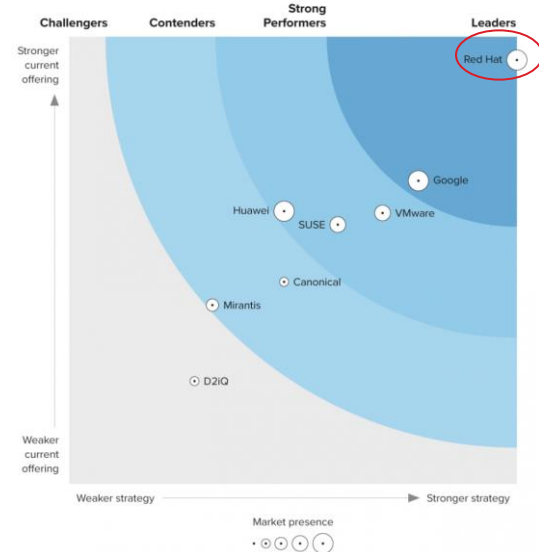 Challengers
Contenders
Strong
Performers
Leaders
Stronger
current
offering
Red Hat
Google
Huawei
VMware
SUSE
Canonical
Mirantis
D2iQ
Weaker
current
offering
Weaker strategy
Stronger strategy
Market presence